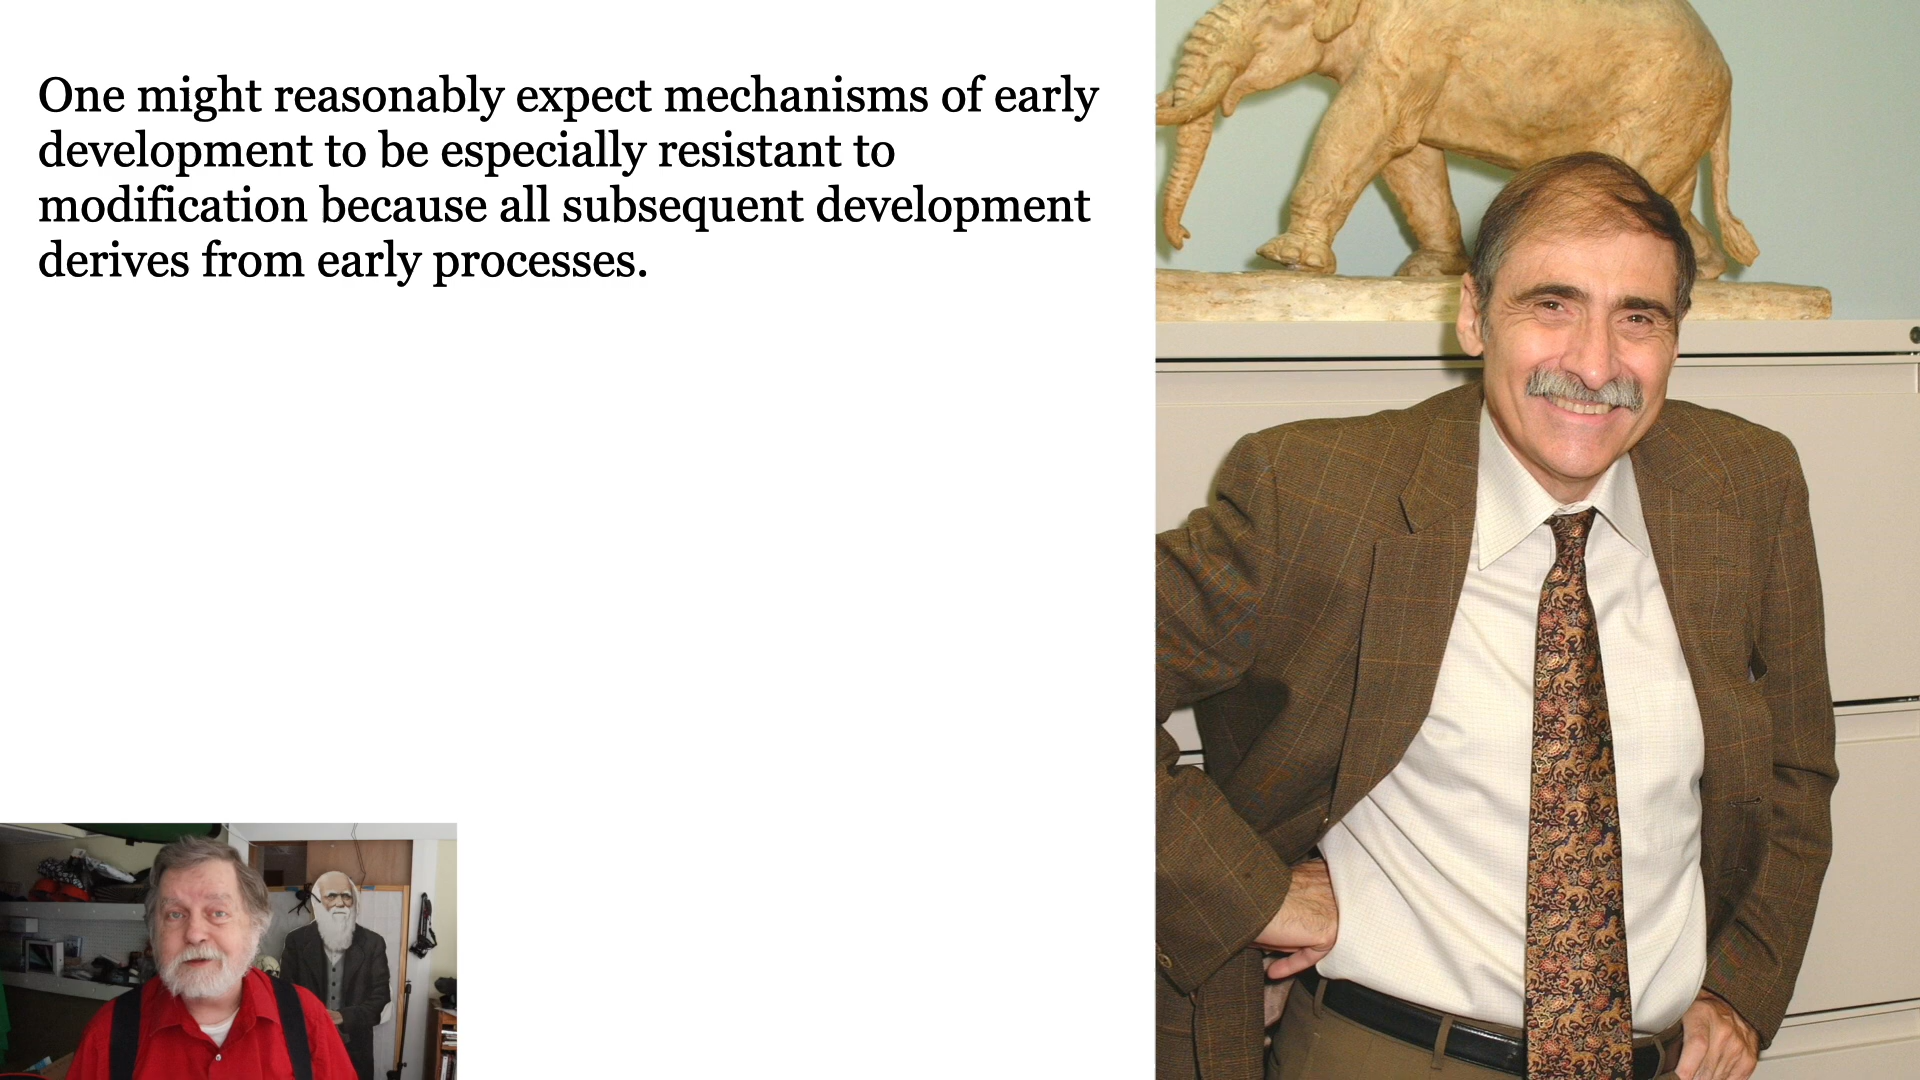 One might reasonably expect mechanisms of early
development to be especially resistant to
modification because all subsequent development
derives from early processes.